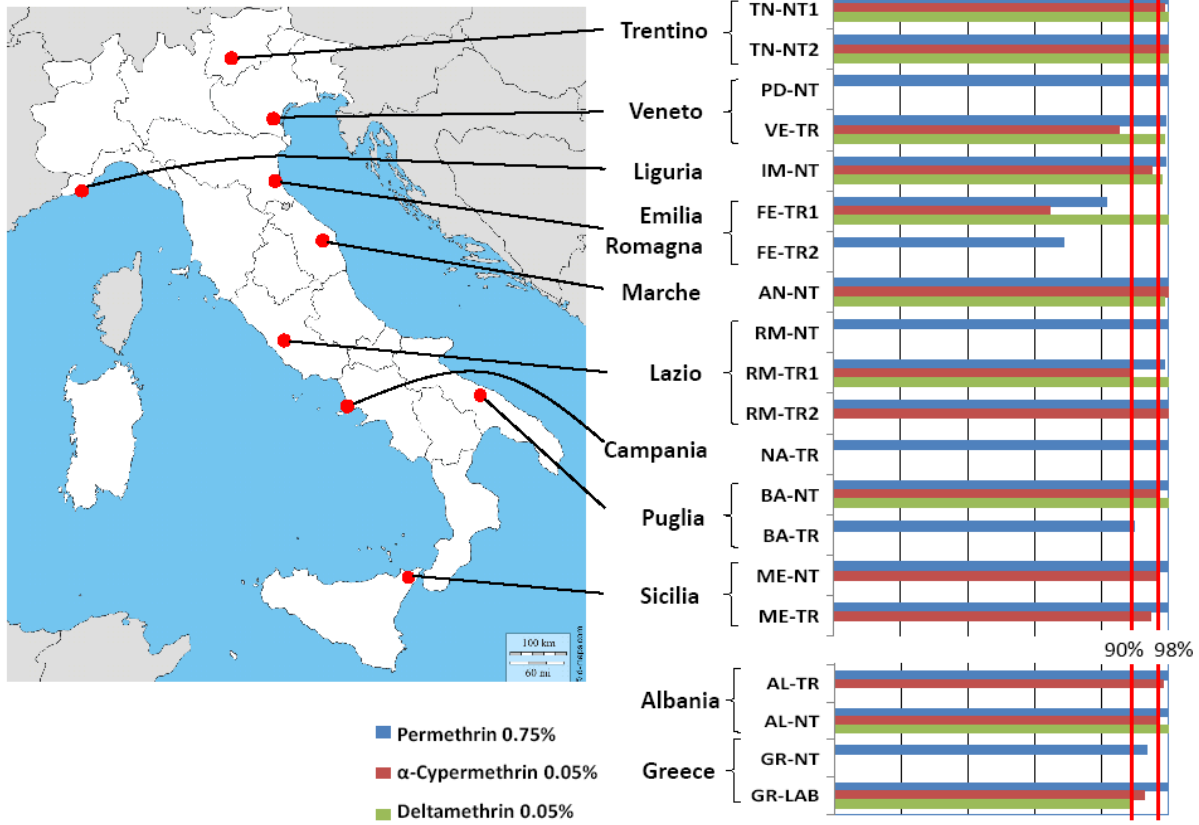 Trentino
TN-NT1
TN-NT2
Veneto
PD-NT
VE-TR
Liguria
IM-NT
Emilia
Romagna
FE-TR1
FE-TR2
Marche
AN-NT
Lazio
RM-NT
RM-TR1
RM-TR2
Campania
NA-TR
Puglia
BA-NT
BA-TR
Sicilia
ME-NT
ME-TR
90% 98%
Albania
AL-TR
AL-NT
Greece
GR-NT
GR-LAB
100 km
60 mi
Permethrin 0.75%
α-Cypermethrin 0.05%
Deltamethrin 0.05%